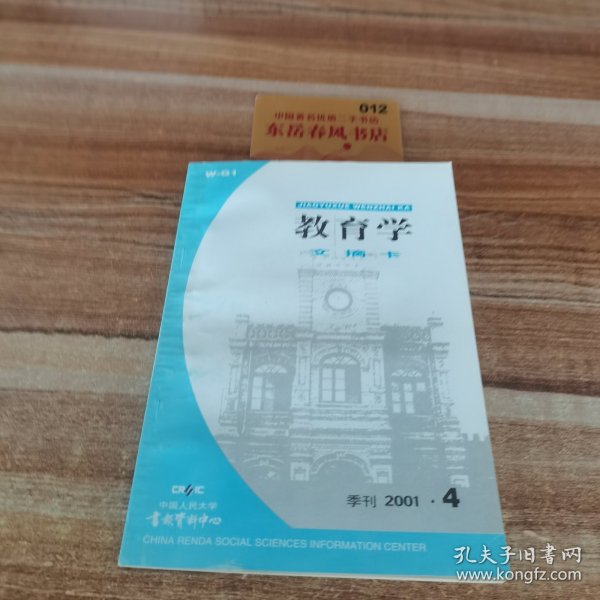 012
中国著名优质二手书店
东岳春风书店
W-G1
JIAOYUXUE WENZHAI KA
教育学
文摘卡
季刊 2001 · 4
中国人民大学
书报资料中心
CHINA RENDA SOCIAL SCIENCES INFORMATION CENTER
孔夫子旧书网
www.kongfz.com